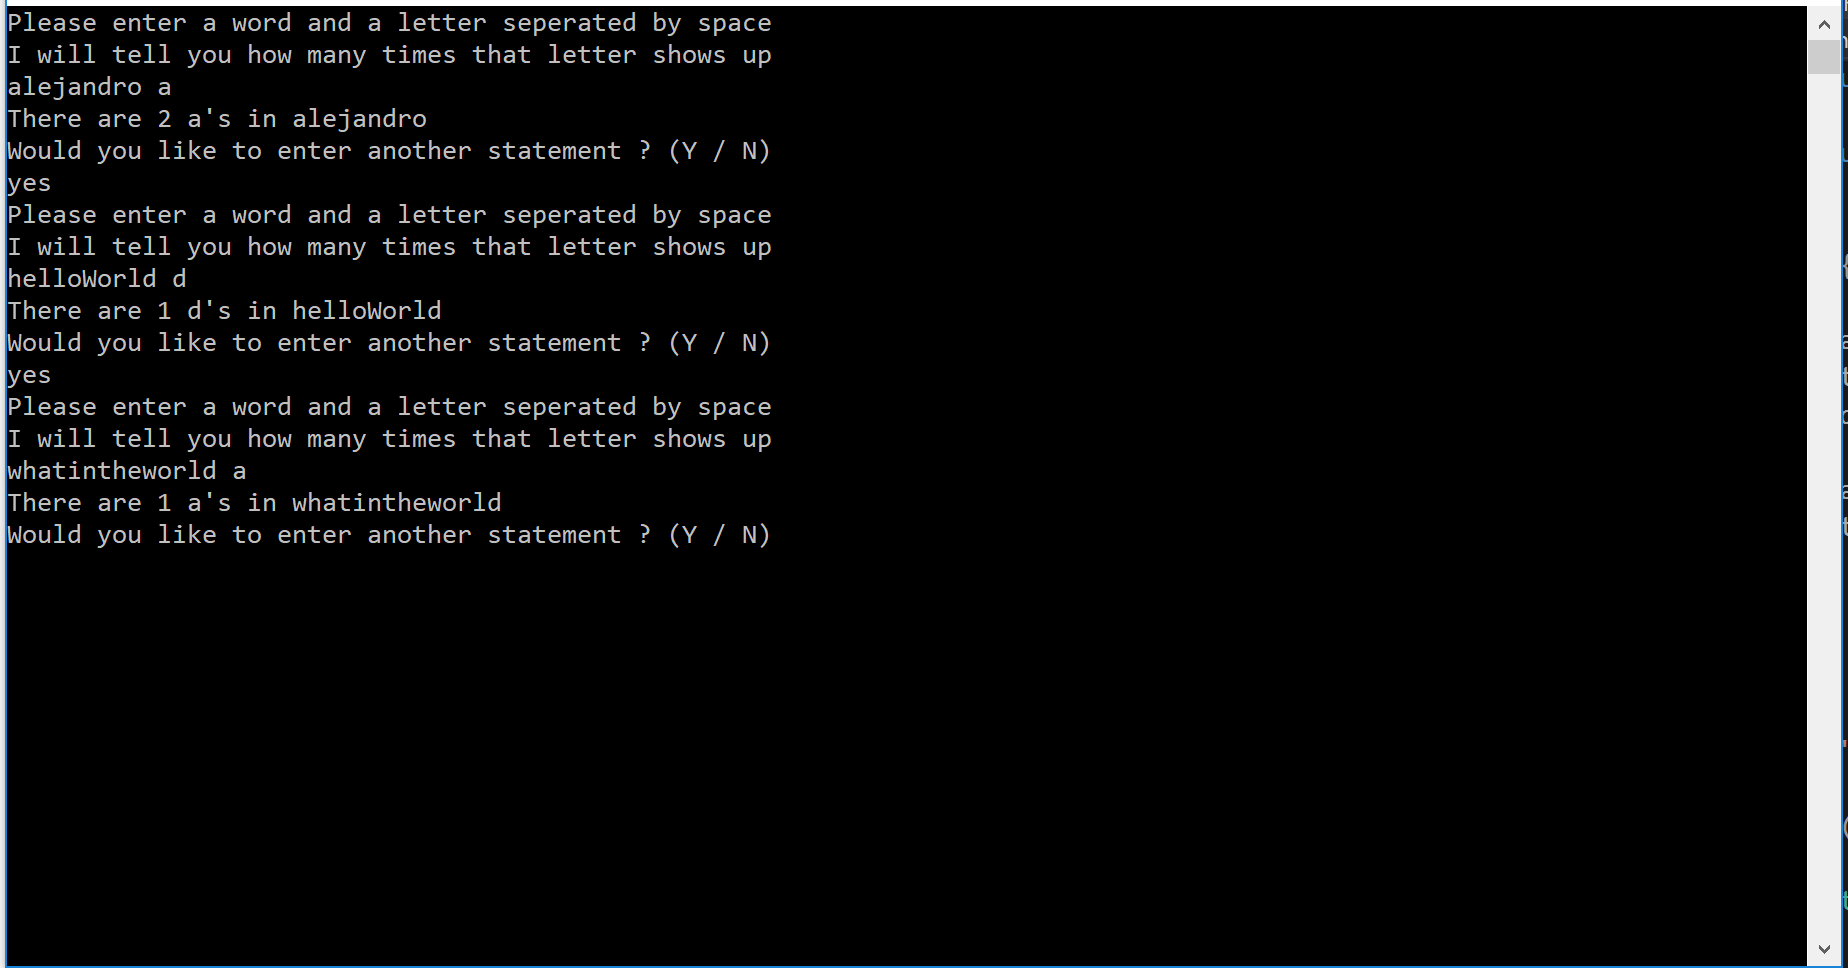 Please enter a word and a letter seperated by space
I will tell you how many times that letter shows up
alejandro a
There are 2 a's in alejandro
Would you like to enter another statement ? (Y / N)
yes
Please enter a word and a letter seperated by space
I will tell you how many times that letter shows up
helloWorld d
There are 1 d's in helloWorld
Would you like to enter another statement ? (Y / N)
yes
Please enter a word and a letter seperated by space
I will tell you how many times that letter shows up
whatintheworld a
There are 1 a's in whatintheworld
Would you like to enter another statement ? (Y / N)